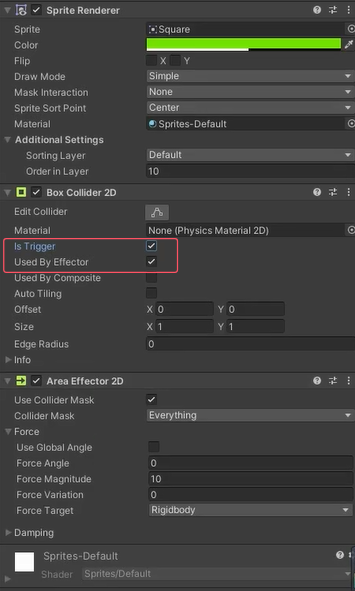 Sprite Renderer
Sprite Square
Color
Flip X Y
Draw Mode Simple
Mask Interaction None
Sprite Sort Point Center
Material Sprites-Default
Additional Settings
Sorting Layer Default
Order in Layer 10
Box Collider 2D
Edit Collider
Material None (Physics Material 2D)
Is Trigger
Used By Effector
Used By Composite
Auto Tiling
Offset X 0 Y 0
Size X 1 Y 1
Edge Radius 0
Info
Area Effector 2D
Use Collider Mask
Collider Mask Everything
Force
Use Global Angle
Force Angle 0
Force Magnitude 10
Force Variation 0
Force Target Rigidbody
Damping
Sprites-Default
Shader Sprites/Default